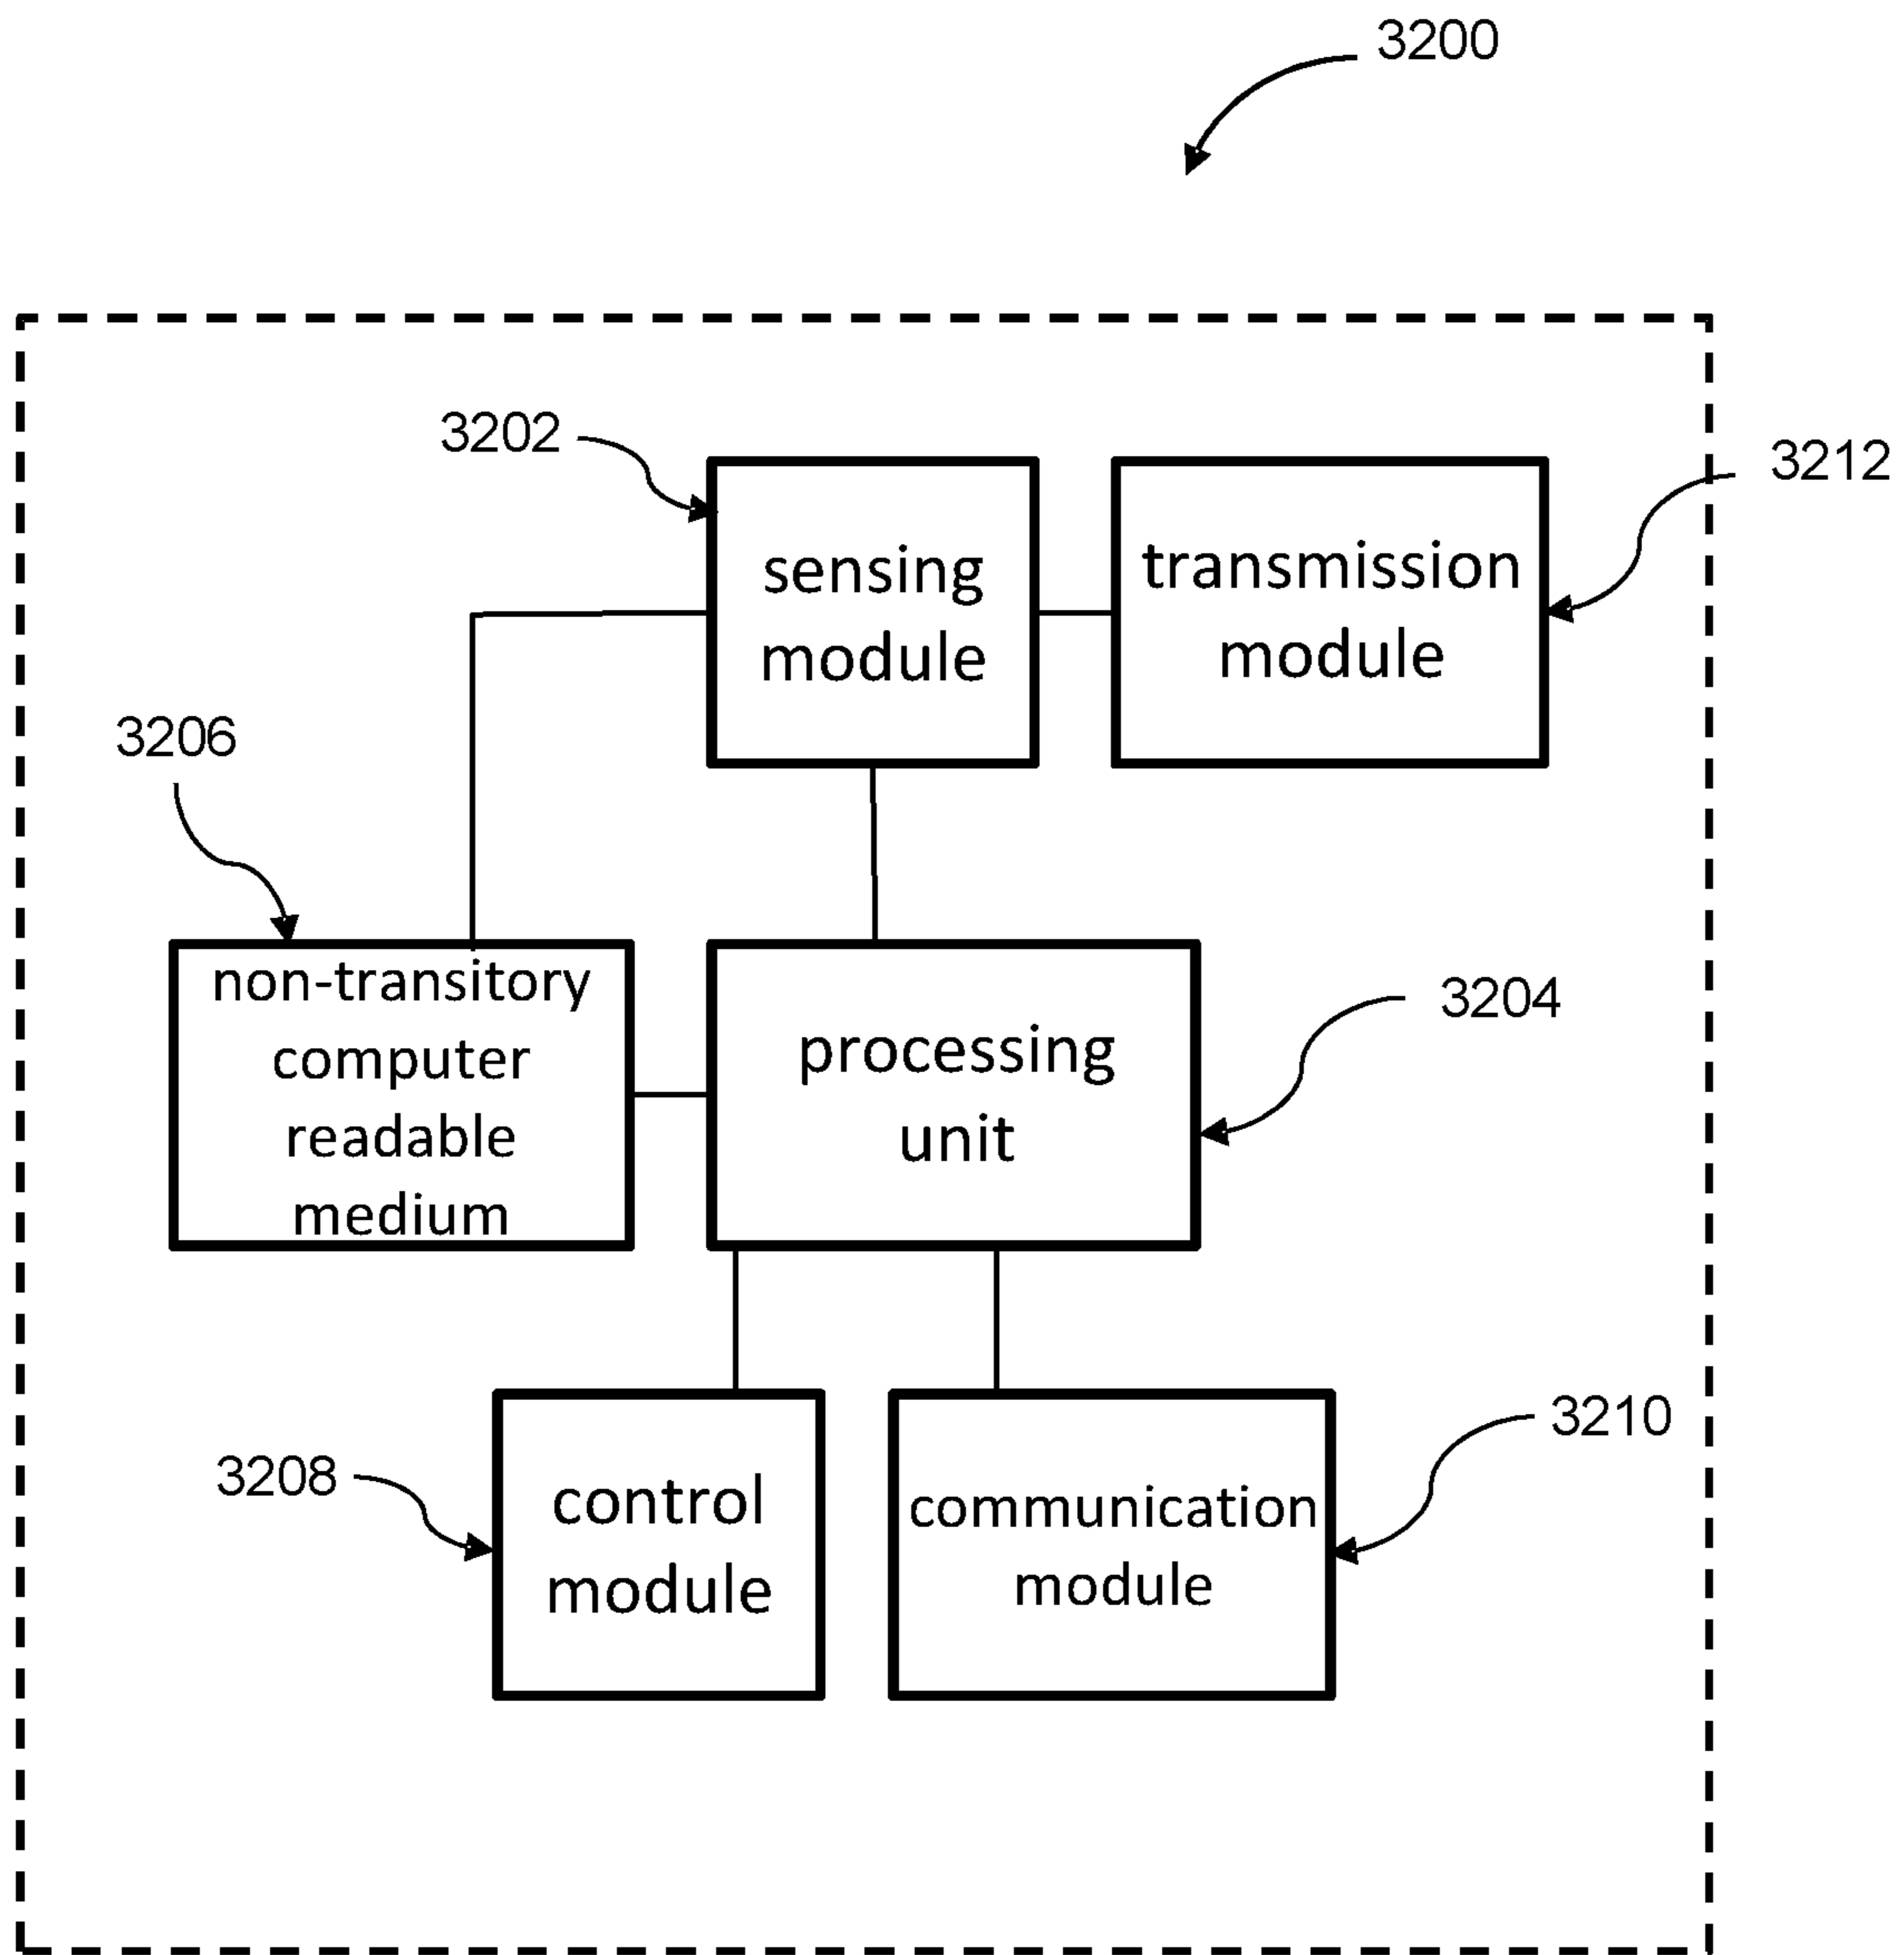 3200
3202
3212
sensing
module
transmission
module
3206
non-transitory
computer
readable
medium
processing
unit
3204
3208
control
module
communication
module
3210